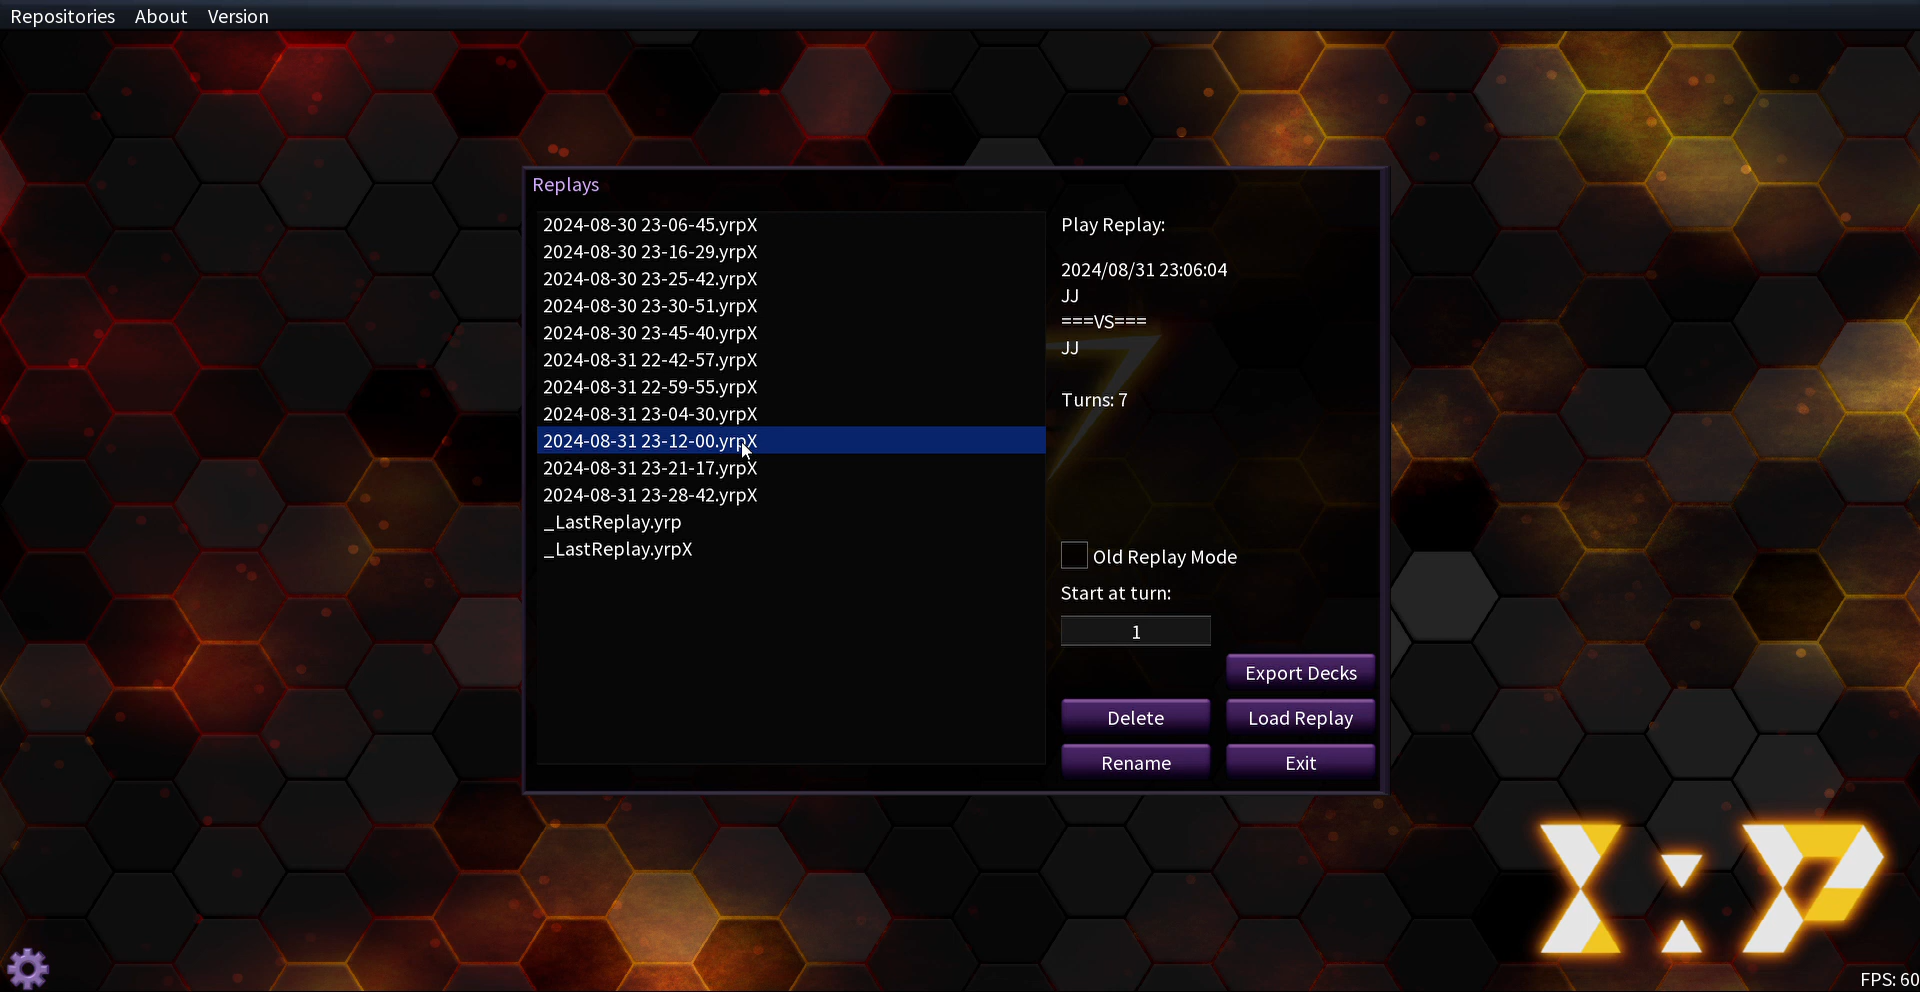 Repositories About Version
Replays
2024-08-30 23-06-45.yrpX
2024-08-30 23-16-29.yrpX
2024-08-30 23-25-42.yrpX
2024-08-30 23-30-51.yrpX
2024-08-30 23-45-40.yrpX
2024-08-31 22-42-57.yrpX
2024-08-31 22-59-55.yrpX
2024-08-31 23-04-30.yrpX
2024-08-31 23-12-00.yrpX
2024-08-31 23-21-17.yrpX
2024-08-31 23-28-42.yrpX
_LastReplay.yrp
_LastReplay.yrpX
Play Replay:
2024/08/31 23:06:04
JJ
===VS===
JJ
Turns: 7
Old Replay Mode
Start at turn:
1
Export Decks
Delete Load Replay
Rename Exit
FPS: 60